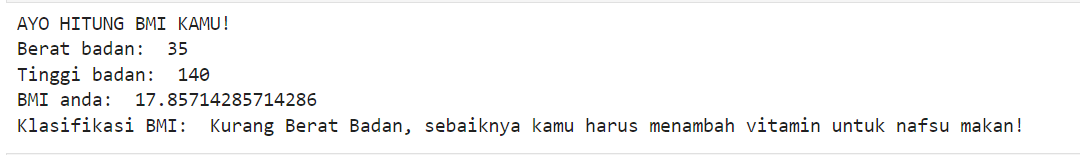 AYO HITUNG BMI KAMU!
Berat badan:  35
Tinggi badan:  140
BMI anda:  17.85714285714286
Klasifikasi BMI:  Kurang Berat Badan, sebaiknya kamu harus menambah vitamin untuk nafsu makan!